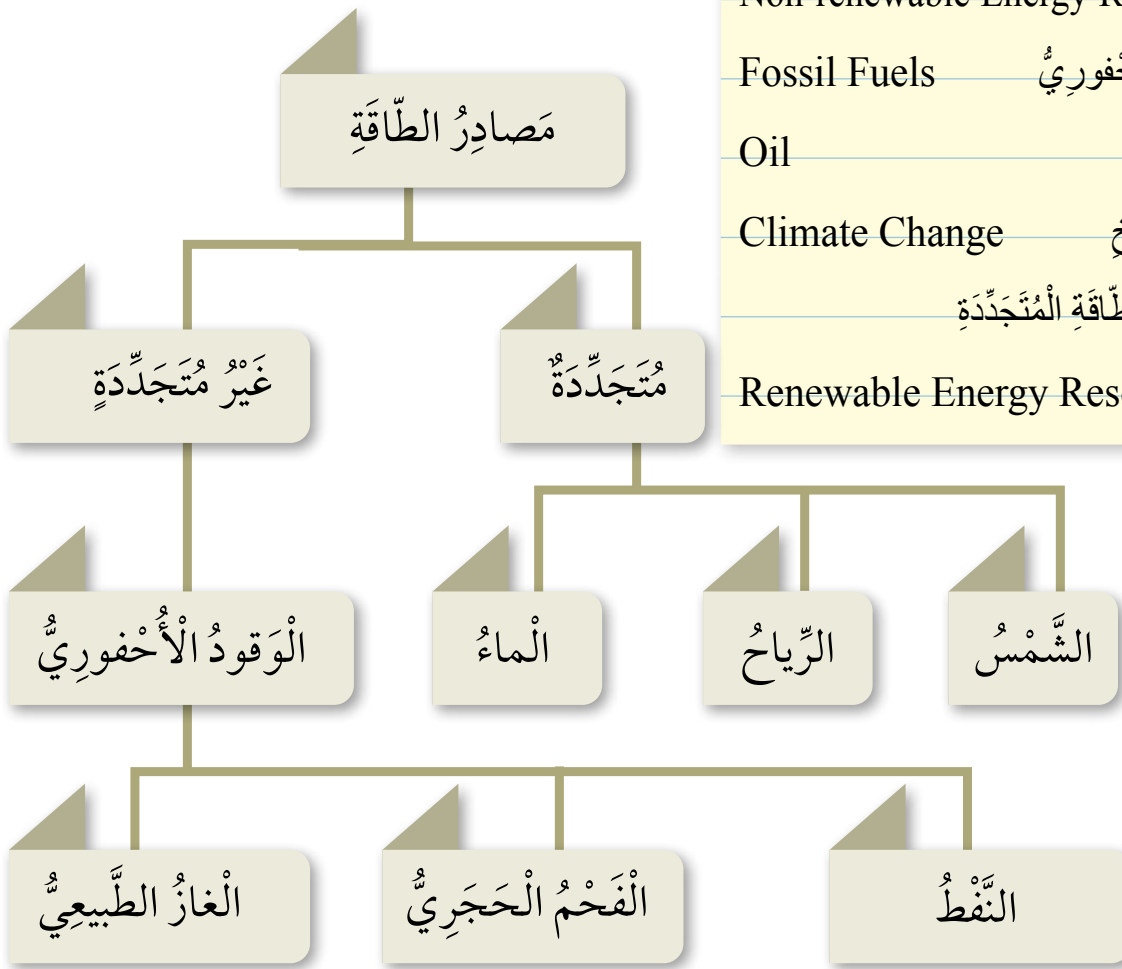 Fossil Fuels
Oil
Climate Change
الْمُتَجَدِّدَةِ
Renewable Energy
مَصادِرُ الطّاقَةِ
مُتَجَدِّدَةٌ
غَيْرُ مُتَجَدِّدَةٍ
الشَّمْسُ
الرِّياحُ
الْماءُ
الْوَقودُ الْأُحْفورِيُّ
النَّفْطُ
الْفَحْمُ الْحَجَرِيُّ
الْغازُ الطَّبيعِيُّ